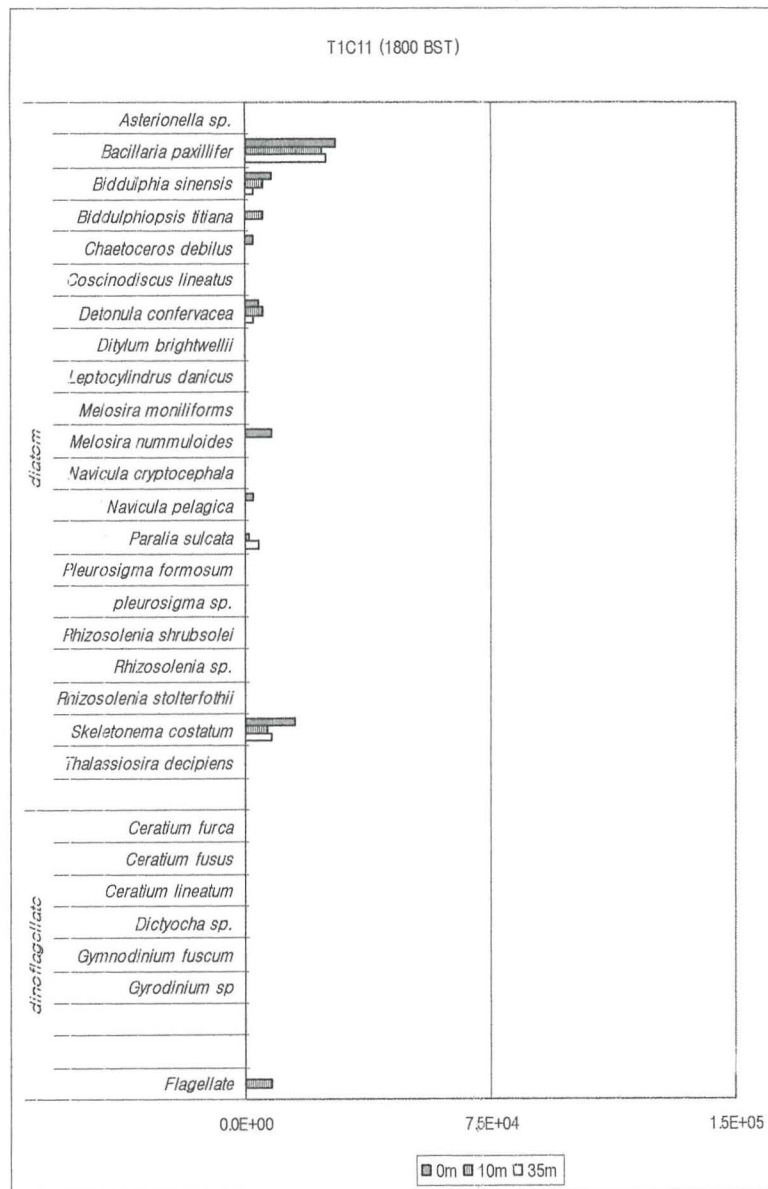 T1C11 (1800 BST)
diatom
Asterionella sp.
Bacillaria paxillifer
Biddulphia sinensis
Biddulphiopsis titiana
Chaetoceros debilus
Coscinodiscus lineatus
Detonula confervacea
Ditylum brightwellii
Leptocylindrus danicus
Melosira moniliforms
Melosira nummuloides
Navicula cryptocephala
Navicula pelagica
Paralia sulcata
Pleurosigma formosum
pleurosigma sp.
Rhizosolenia shrubsolei
Rhizosolenia sp.
Rhizosolenia stolterfothii
Skeletonema costatum
Thalassiosira decipiens
dinoflagellate
Ceratium furca
Ceratium fusus
Ceratium lineatum
Dictyocha sp.
Gymnodinium fuscum
Gyrodinium sp
Flagellate
0.0E+00 7.5E+04 1.5E+05
0m 10m 35m